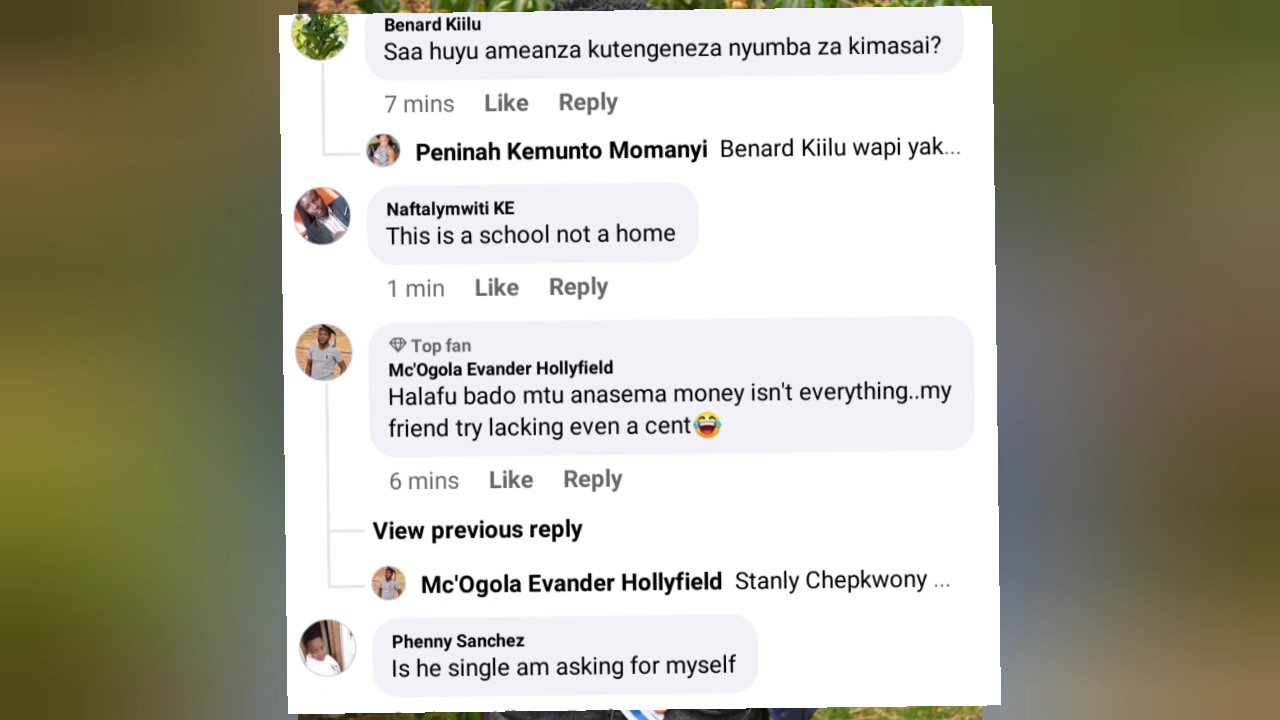 Benard Kiilu
Saa huyu ameanza kutengeneza nyumba za kimasai?
7 mins Like Reply
Peninah Kemunto Momanyi Benard Kiilu wapi yak...
Naftalymwiti KE
This is a school not a home
1 min Like Reply
Top fan
Mc'Ogola Evander Hollyfield
Halafu bado mtu anasema money isn't everything..my
friend try lacking even a cent😂
6 mins Like Reply
View previous reply
Mc'Ogola Evander Hollyfield Stanly Chepkwony ...
Phenny Sanchez
Is he single am asking for myself